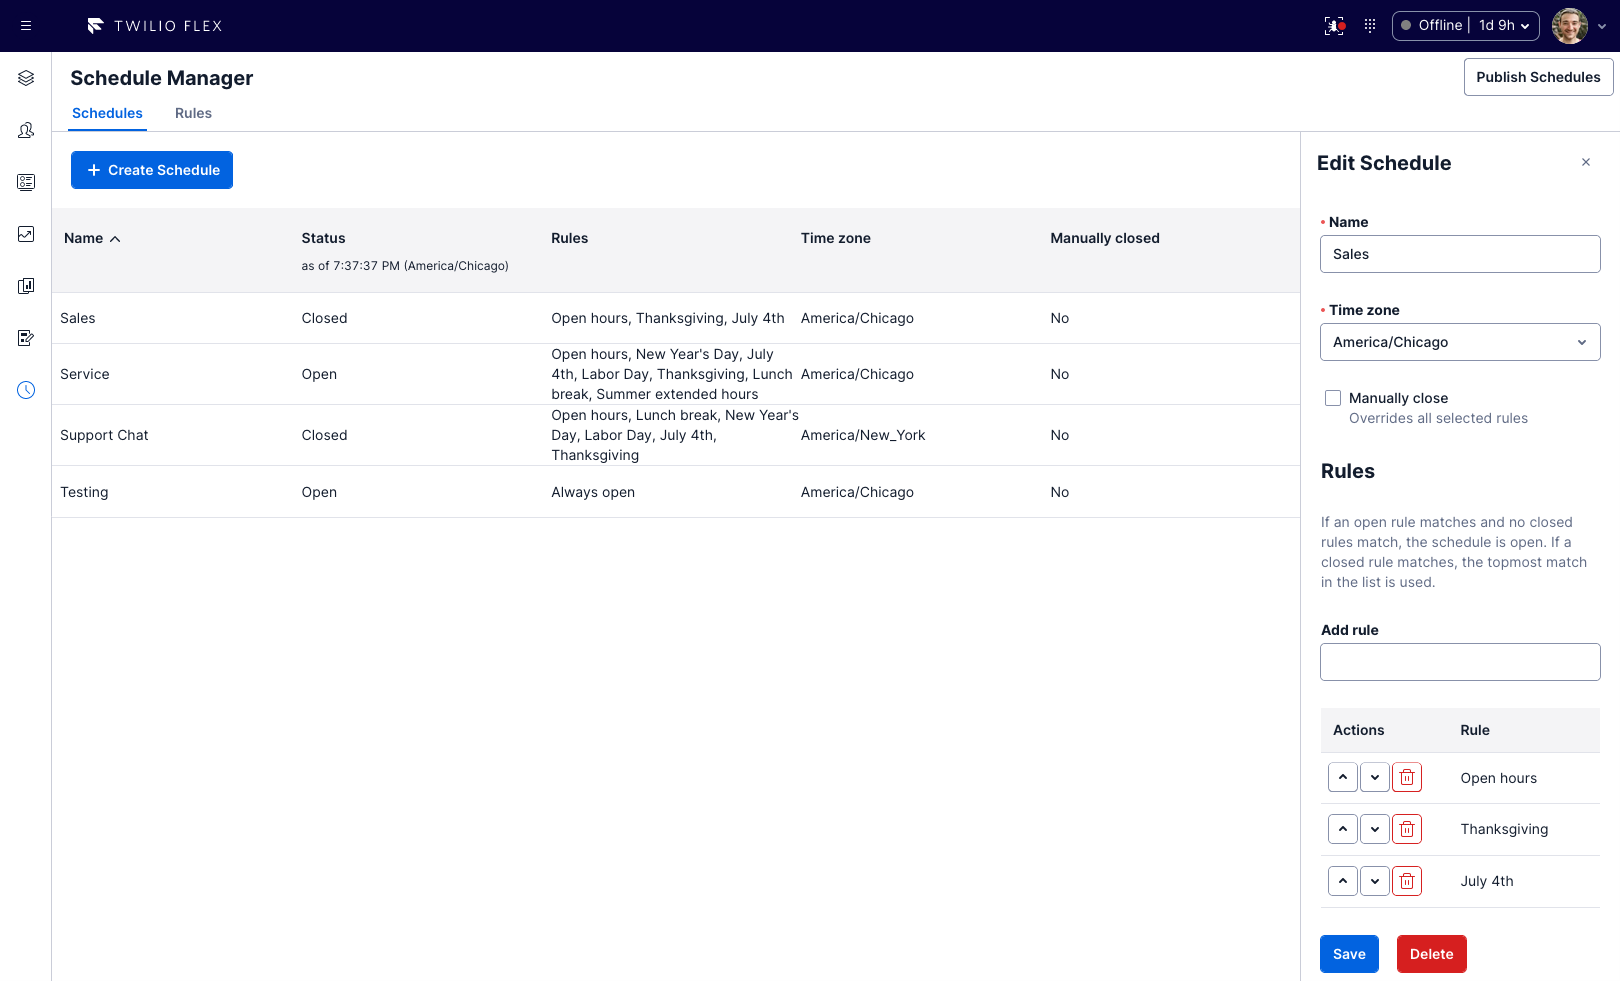 TWILIO FLEX
Offline | 1d 9h
Schedule Manager
Publish Schedules
Schedules Rules
Create Schedule
Name Status Rules Time zone Manually closed
as of 7:37:37 PM (America/Chicago)
Sales Closed Open hours, Thanksgiving, July 4th America/Chicago No
Service Open Open hours, New Year's Day, July
4th, Labor Day, Thanksgiving, Lunch
break, Summer extended hours America/Chicago No
Support Chat Closed Open hours, Lunch break, New Year's
Day, Labor Day, July 4th,
Thanksgiving America/New_York No
Testing Open Always open America/Chicago No
Edit Schedule
Name
Sales
Time zone
America/Chicago
Manually close
Overrides all selected rules
Rules
If an open rule matches and no closed
rules match, the schedule is open. If a
closed rule matches, the topmost match
in the list is used.
Add rule
Actions Rule
Open hours
Thanksgiving
July 4th
Save Delete